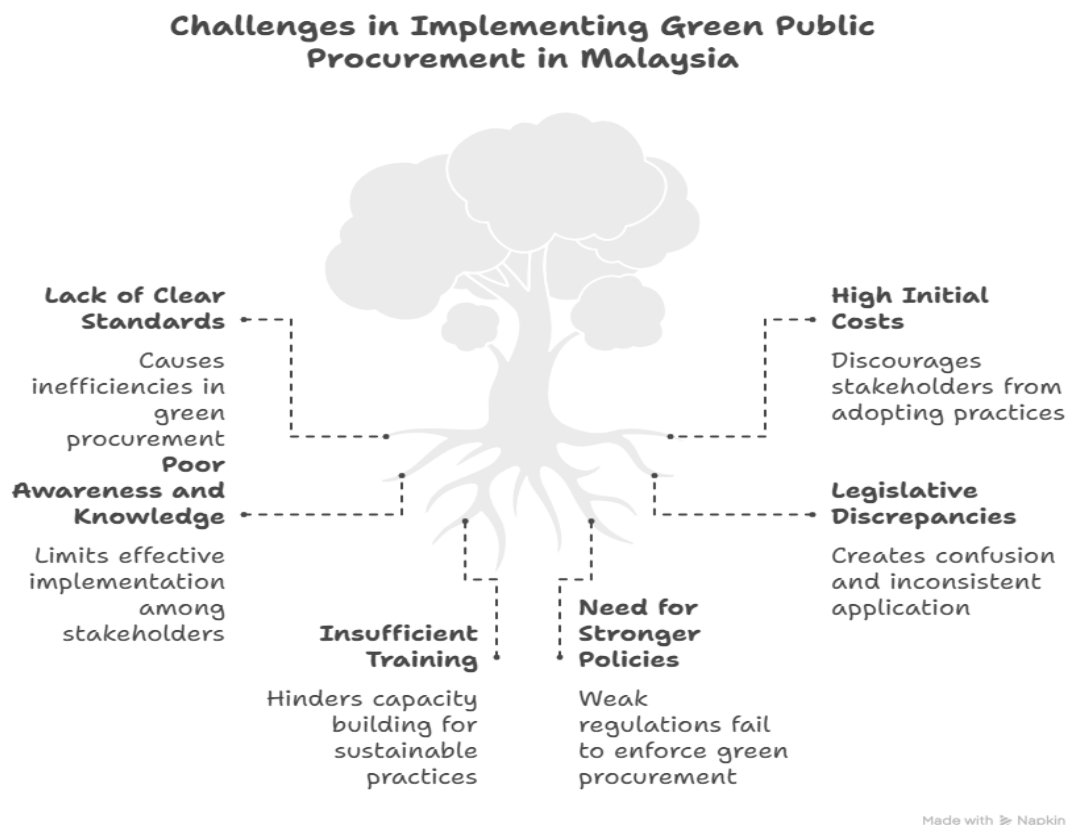 Challenges in Implementing Green Public
Procurement in Malaysia
Lack of Clear
Standards
Causes
inefficiencies in
green
procurement
Poor
Awareness and
Knowledge
Limits effective
implementation
among
stakeholders
Insufficient
Training
Hinders capacity
building for
sustainable
practices
Need for
Stronger
Policies
Weak
regulations fail
to enforce green
procurement
High Initial
Costs
Discourages
stakeholders from
adopting practices
Legislative
Discrepancies
Creates confusion
and inconsistent
application
Made with Napkin